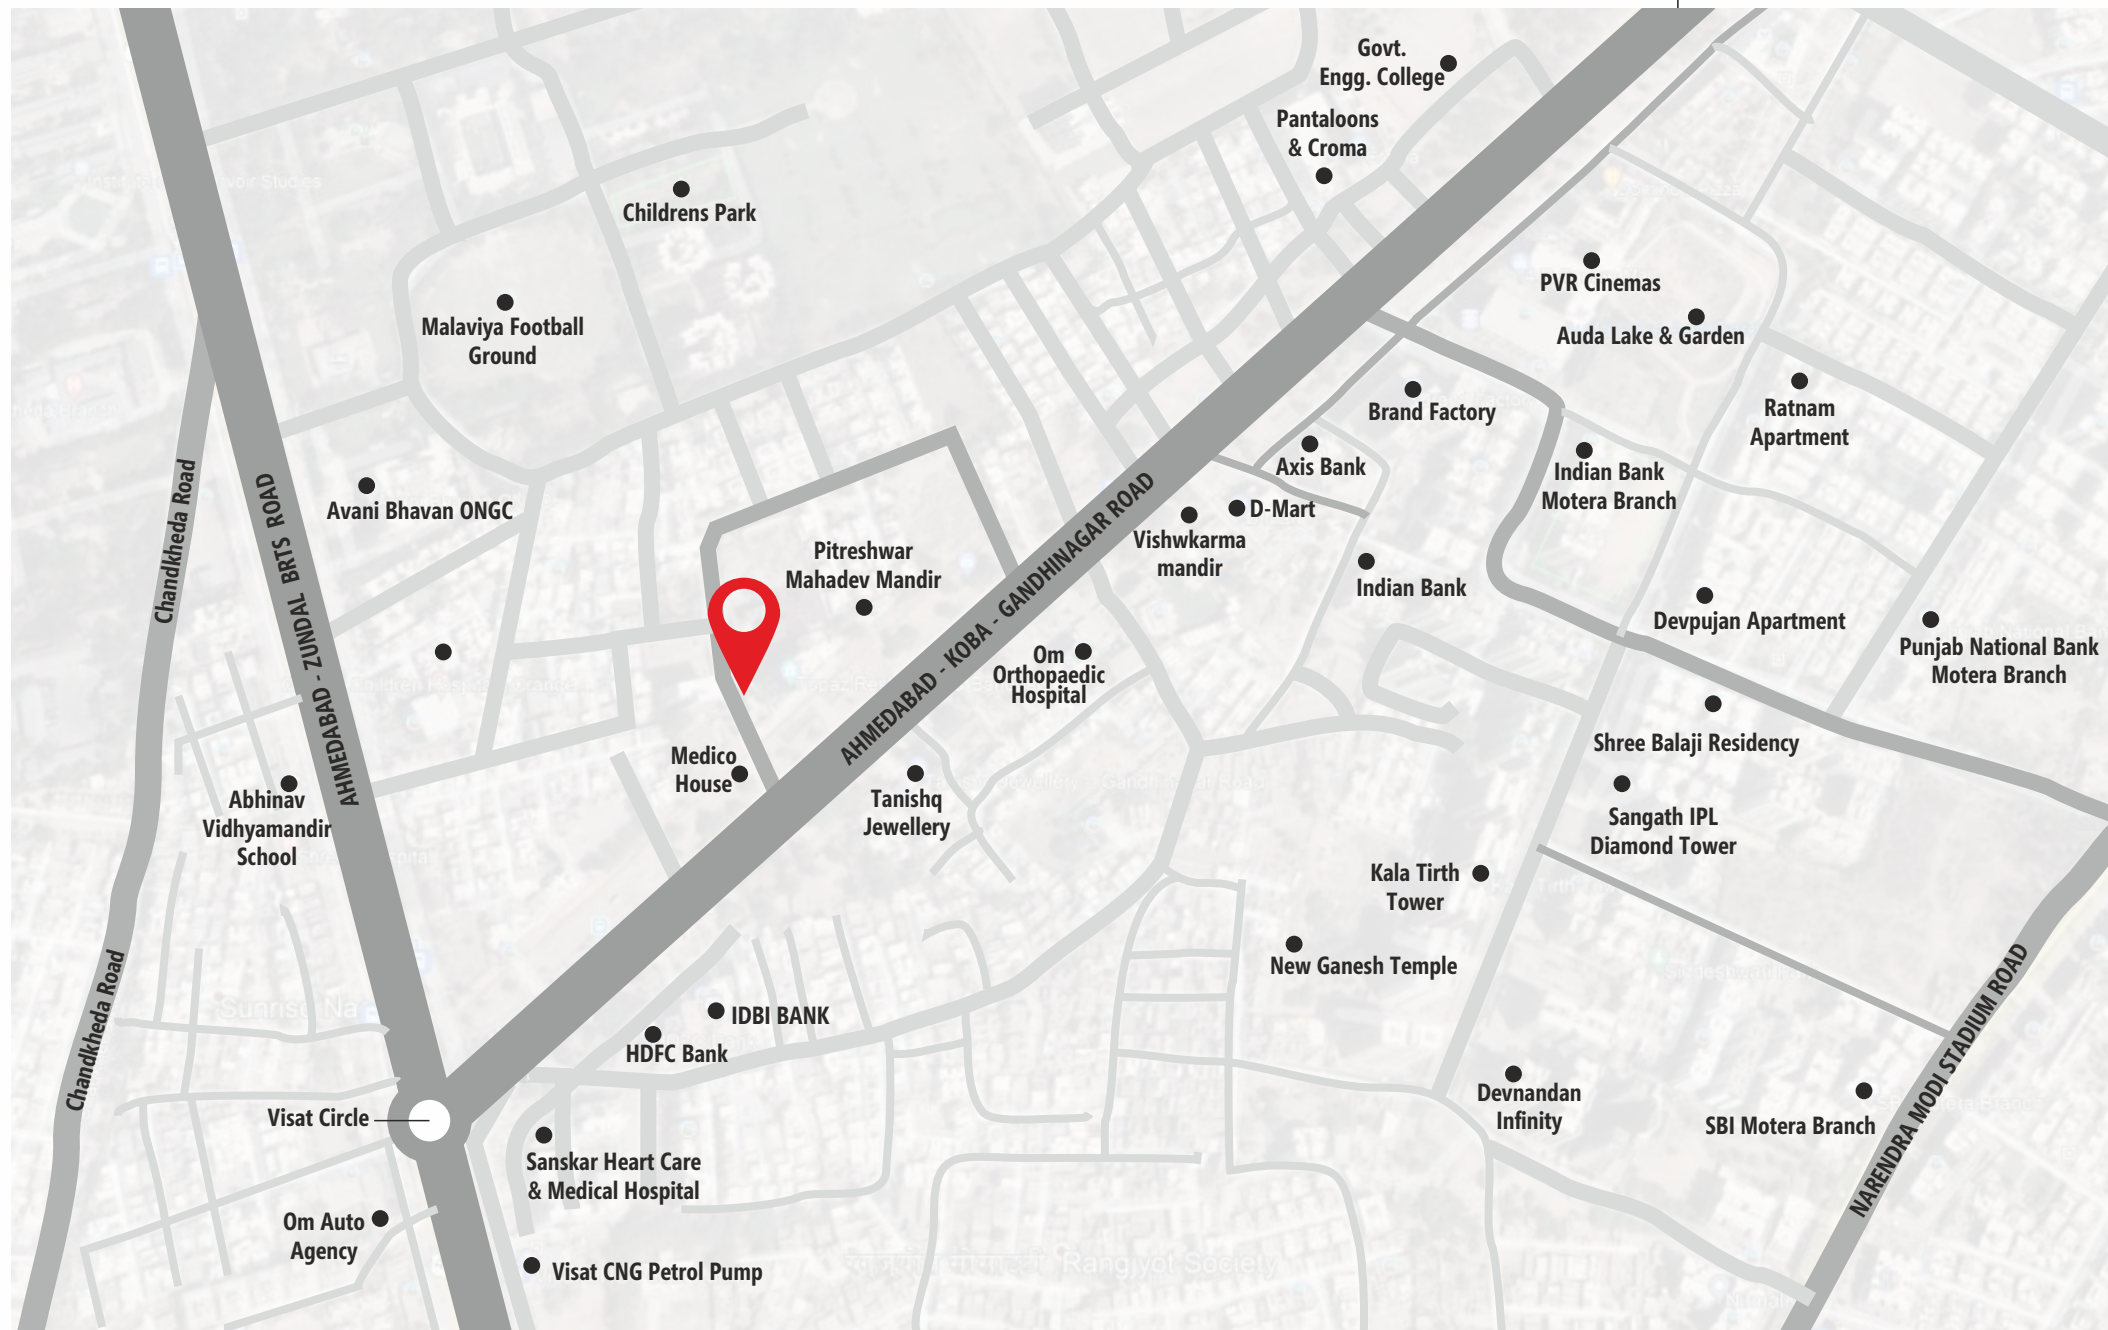 Govt.
Engg. College
Pantaloons
& Croma
Childrens Park
PVR Cinemas
Auda Lake & Garden
Malaviya Football
Ground
Brand Factory
Ratnam
Apartment
Axis Bank
Indian Bank
Motera Branch
Avani Bhavan ONGC
D-Mart
Vishwkarma
mandir
Pitreshwar
Mahadev Mandir
Indian Bank
Devpujan Apartment
Punjab National Bank
Motera Branch
Om
Orthopaedic
Hospital
Chandkheda Road
AHMEDABAD - ZUNDAL BRTS ROAD
AHMEDABAD - KOBA - GANDHINAGAR ROAD
Shree Balaji Residency
Medico
House
Tanishq
Jewellery
Abhinav
Vidhyamandir
School
Sangath IPL
Diamond Tower
Kala Tirth
Tower
New Ganesh Temple
Chandkheda Road
IDBI BANK
HDFC Bank
Sunrise Na
Visat Circle
Devnandan
Infinity
SBI Motera Branch
NARENDRA MODI STADIUM ROAD
Sanskar Heart Care
& Medical Hospital
Om Auto
Agency
Visat CNG Petrol Pump
Rangjyot Society